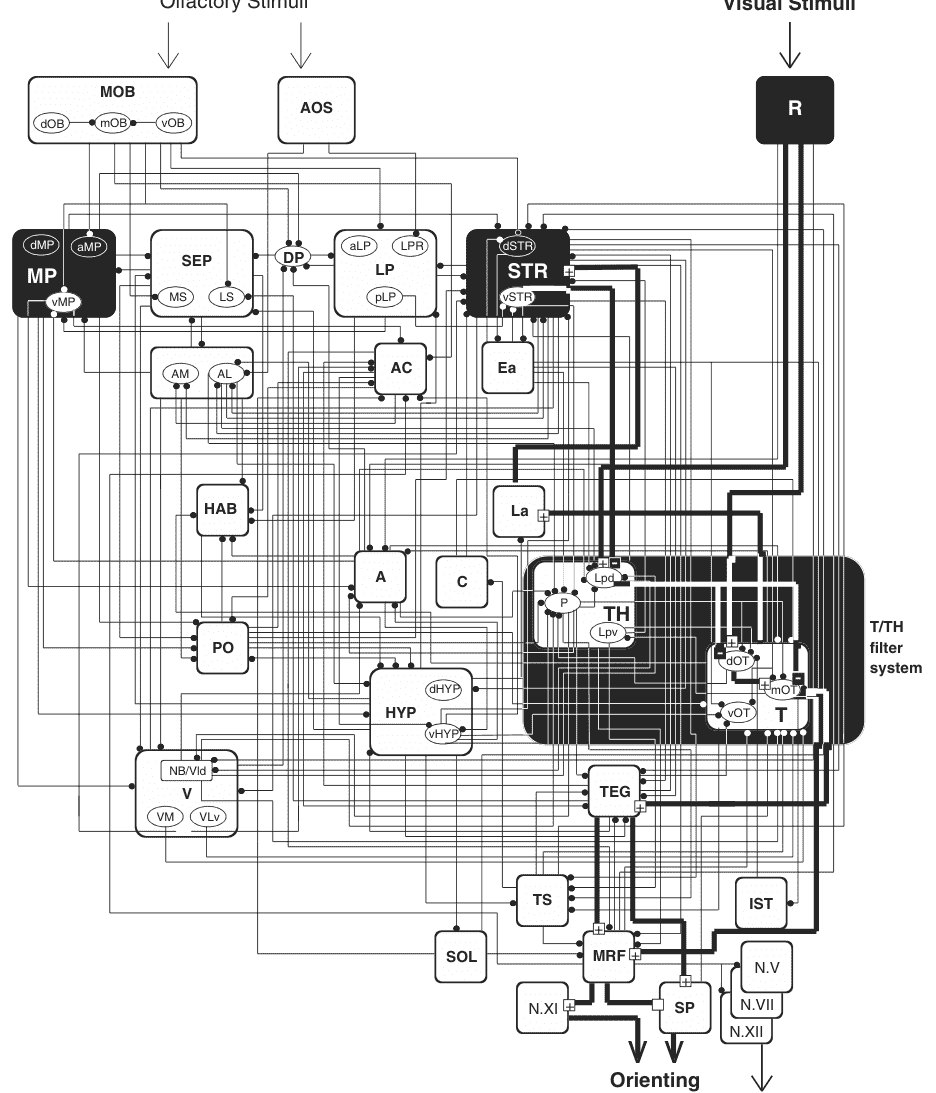 Olfactory Stimuli
Visual Stimuli
MOB
dOB
mOB
vOB
AOS
R
dMP
aMP
MP
vMP
SEP
MS
LS
DP
aLP
LPR
LP
pLP
dSTR
STR
vSTR
AM
AL
AC
Ea
HAB
La
A
C
Lpd
P
TH
Lpv
T/TH
filter
system
PO
dOT
mOT
vOT
T
dHYP
HYP
vHYP
NB/Vld
V
VM
VLv
TEG
TS
IST
SOL
MRF
N.V
N.VII
N.XII
N.XI
SP
Orienting